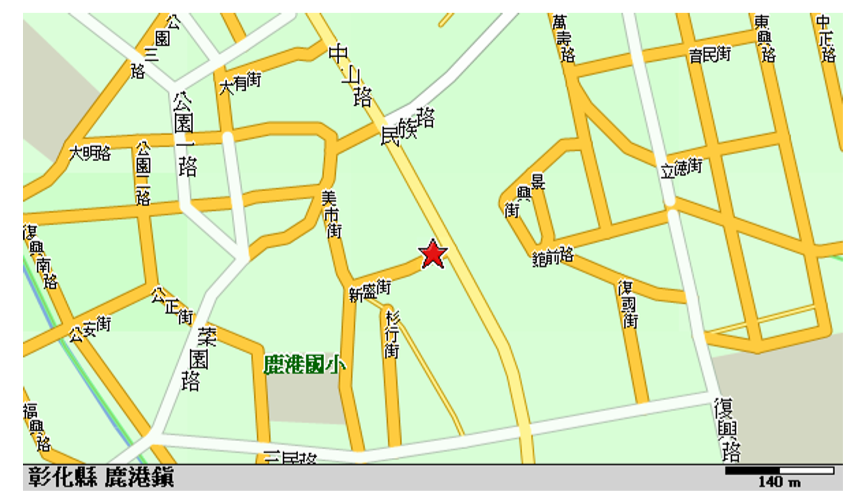 公園三路
中山路
萬壽路
東興路
中正路
音民街
大有街
公園一路
民族路
大明路
公園二路
立德街
景興街
美市街
復興南路
館前路
新盛街
復國街
公正街
杉行街
公安街
菜園路
鹿港國小
福興路
復興路
三民路
彰化縣 鹿港鎮
140 m